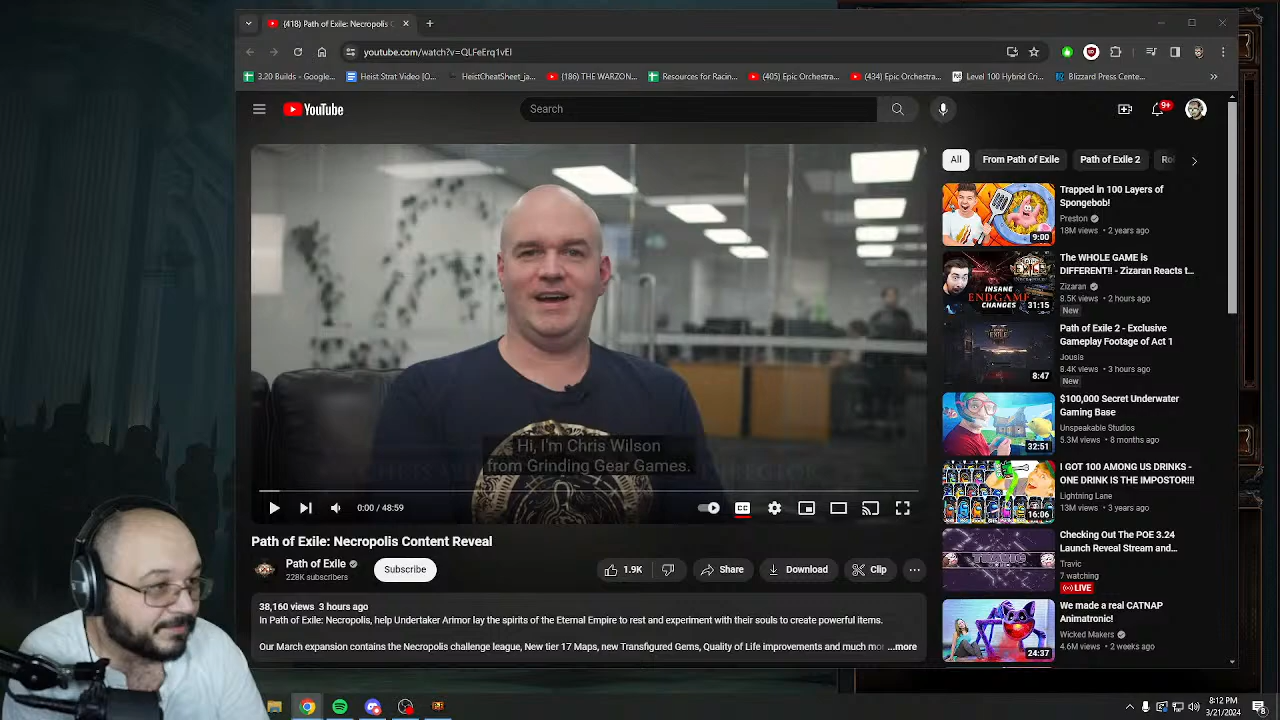 (418) Path of Exile: Necropolis C
youtube.com/watch?v=QLFeErq1vEI
3.20 Builds - Google...
Heist Strat Video [O...
HeistCheatSheet_a...
(186) THE WARZON...
Resources for Racin...
(405) Epic Orchestra...
(434) Epic Orchestra...
Level 100 Hybrid Cr...
Blizzard Press Cente...
YouTube
Search
9+
All
From Path of Exile
Path of Exile 2
Hi, I'm Chris Wilson
from Grinding Gear Games.
0:00 / 48:59
Path of Exile: Necropolis Content Reveal
Path of Exile
228K subscribers
Subscribe
1.9K
Share
Download
Clip
38,160 views 3 hours ago
In Path of Exile: Necropolis, help Undertaker Arimor lay the undead of the Eternal Empire to rest and experiment with their souls to create powerful items.
Our March expansion contains the Necropolis challenge league, New tier 17 Maps, new Transfigured Gems, Quality of Life improvements and much mo ...more
9:00
Trapped in 100 Layers of
Spongebob!
Preston
18M views • 2 years ago
INSANE
ENDGAME
CHANGES
31:15
The WHOLE GAME is
DIFFERENT!! - Zizaran Reacts t...
Zizaran
8.5K views • 2 hours ago
New
8:47
Path of Exile 2 - Exclusive
Gameplay Footage of Act 1
Jousis
8.4K views • 3 hours ago
New
32:51
$100,000 Secret Underwater
Gaming Base
Unspeakable Studios
5.3M views • 8 months ago
16:06
I GOT 100 AMONG US DRINKS -
ONE DRINK IS THE IMPOSTOR!!!
Lightning Lane
13M views • 3 years ago
Checking Out The POE 3.24
Launch Reveal Stream and...
Travic
7 watching
LIVE
24:37
We made a real CATNAP
Animatronic!
Wicked Makers
4.6M views • 2 weeks ago
8:12 PM
3/21/2024